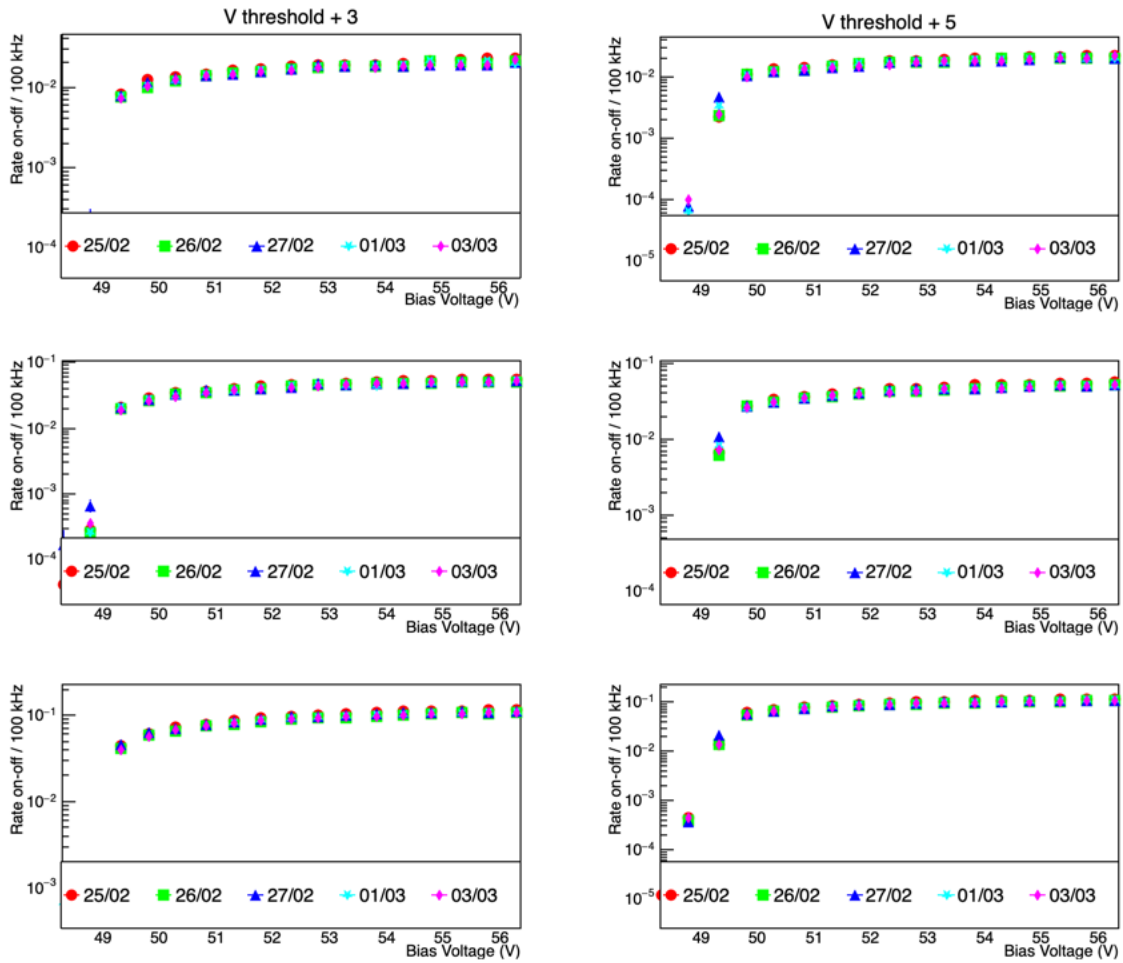 V threshold + 3
Rate on-off / 100 kHz
10⁻²
10⁻³
10⁻⁴
25/02 26/02 27/02 01/03 03/03
49 50 51 52 53 54 55 56
Bias Voltage (V)
V threshold + 5
Rate on-off / 100 kHz
10⁻²
10⁻³
10⁻⁴
10⁻⁵
25/02 26/02 27/02 01/03 03/03
49 50 51 52 53 54 55 56
Bias Voltage (V)
Rate on-off / 100 kHz
10⁻¹
10⁻²
10⁻³
10⁻⁴
25/02 26/02 27/02 01/03 03/03
49 50 51 52 53 54 55 56
Bias Voltage (V)
Rate on-off / 100 kHz
10⁻¹
10⁻²
10⁻³
10⁻⁴
25/02 26/02 27/02 01/03 03/03
49 50 51 52 53 54 55 56
Bias Voltage (V)
Rate on-off / 100 kHz
10⁻¹
10⁻²
10⁻³
25/02 26/02 27/02 01/03 03/03
49 50 51 52 53 54 55 56
Bias Voltage (V)
Rate on-off / 100 kHz
10⁻¹
10⁻²
10⁻³
10⁻⁴
10⁻⁵
25/02 26/02 27/02 01/03 03/03
49 50 51 52 53 54 55 56
Bias Voltage (V)